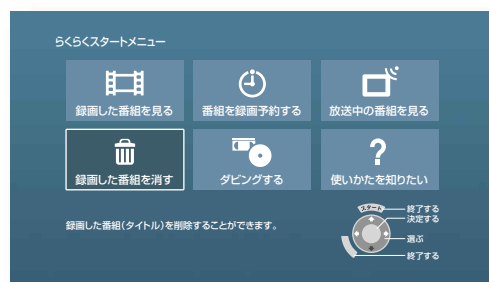 らくらくスタートメニュー
録画した番組を見る
番組を録画予約する
放送中の番組を見る
録画した番組を消す
ダビングする
使いかたを知りたい
録画した番組(タイトル)を削除することができます。
スタート
終了する
決定する
選ぶ
終了する